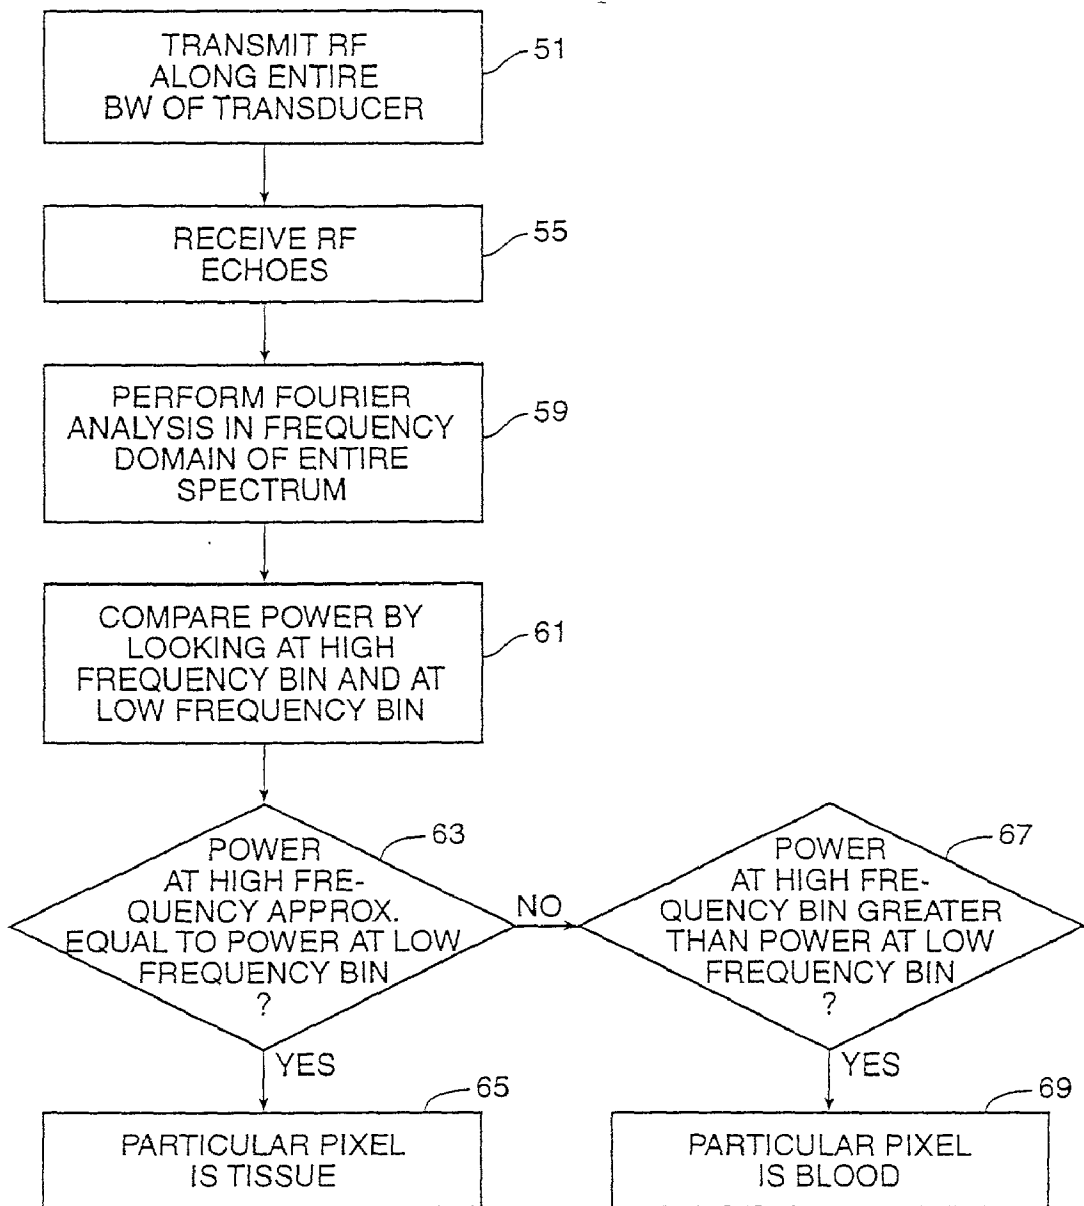 TRANSMIT RF
ALONG ENTIRE
BW OF TRANSDUCER
51
RECEIVE RF
ECHOES
55
PERFORM FOURIER
ANALYSIS IN FREQUENCY
DOMAIN OF ENTIRE
SPECTRUM
59
COMPARE POWER BY
LOOKING AT HIGH
FREQUENCY BIN AND AT
LOW FREQUENCY BIN
61
POWER
AT HIGH FRE-
QUENCY APPROX.
EQUAL TO POWER AT LOW
FREQUENCY BIN
?
63
NO
POWER
AT HIGH FRE-
QUENCY BIN GREATER
THAN POWER AT LOW
FREQUENCY BIN
?
67
YES
YES
PARTICULAR PIXEL
IS TISSUE
65
PARTICULAR PIXEL
IS BLOOD
69